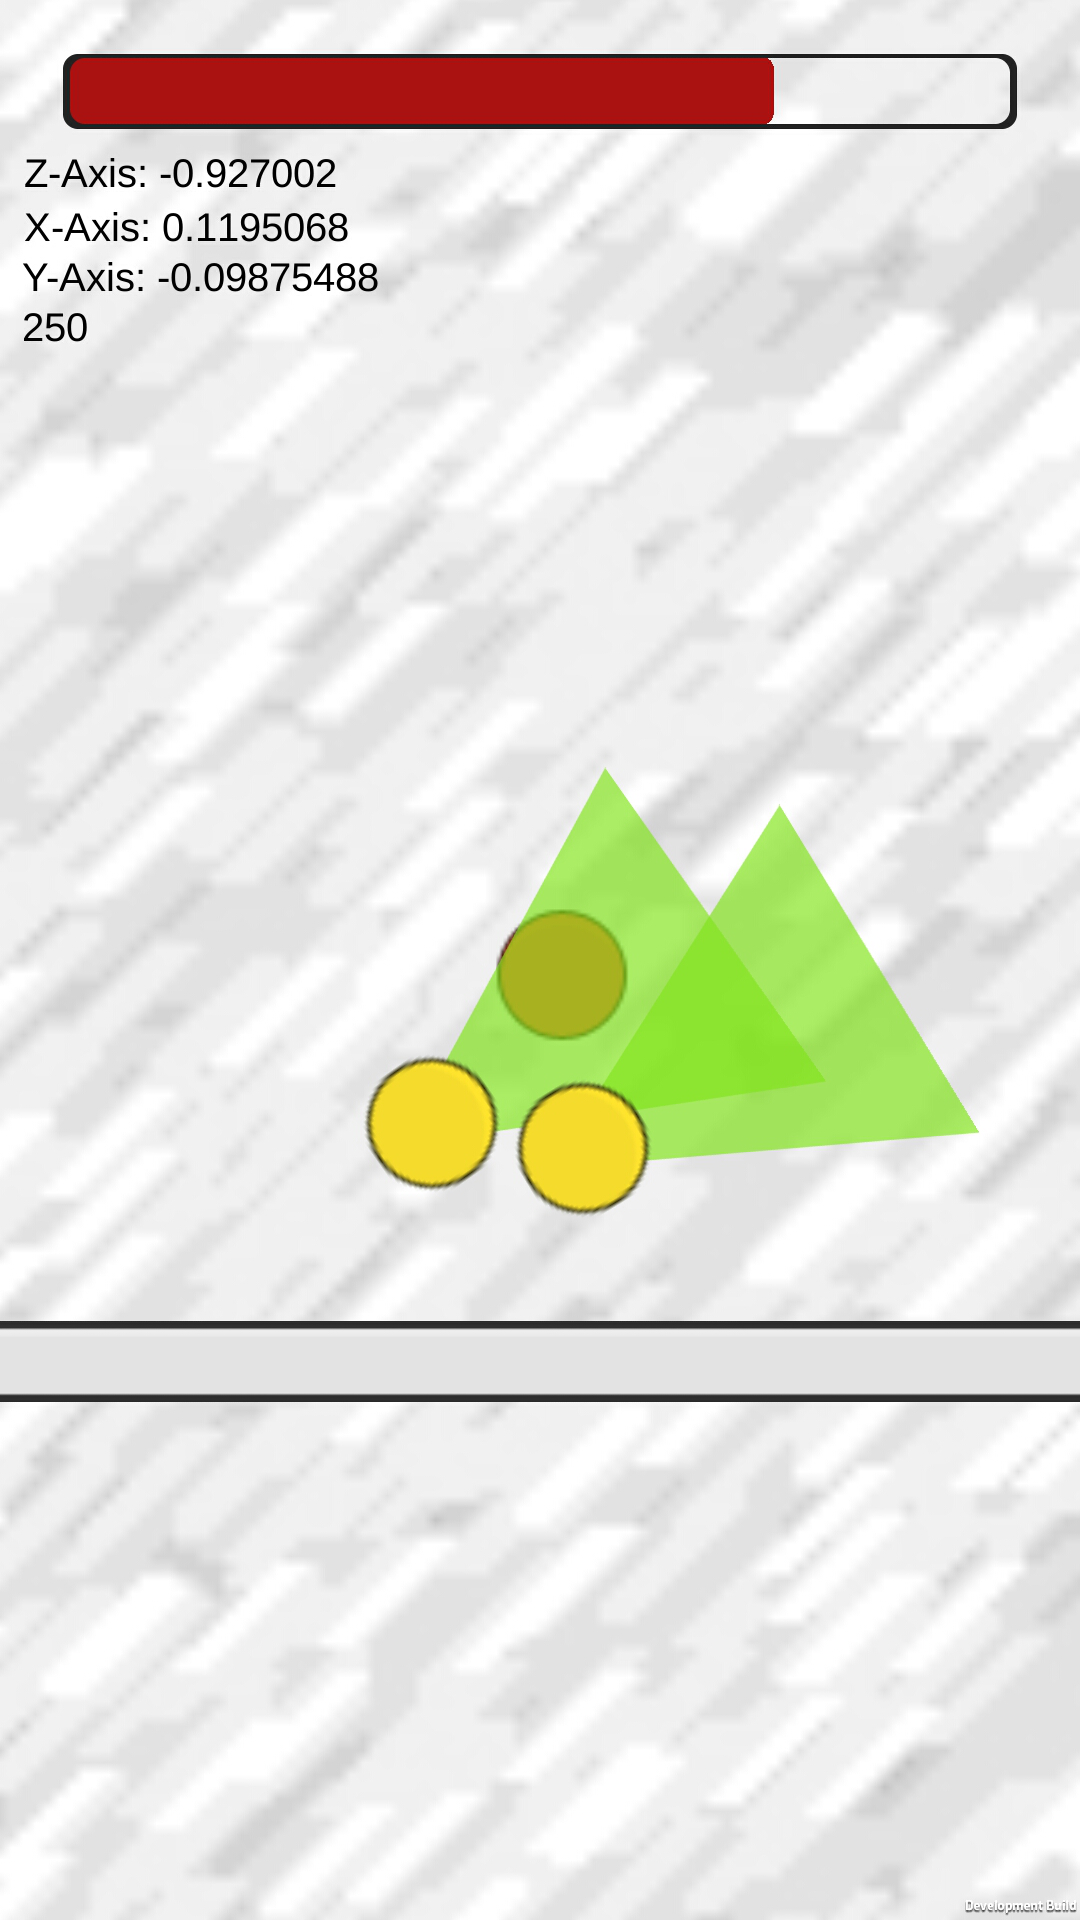 Z-Axis: -0.927002
X-Axis: 0.1195068
Y-Axis: -0.09875488
250
Development Build